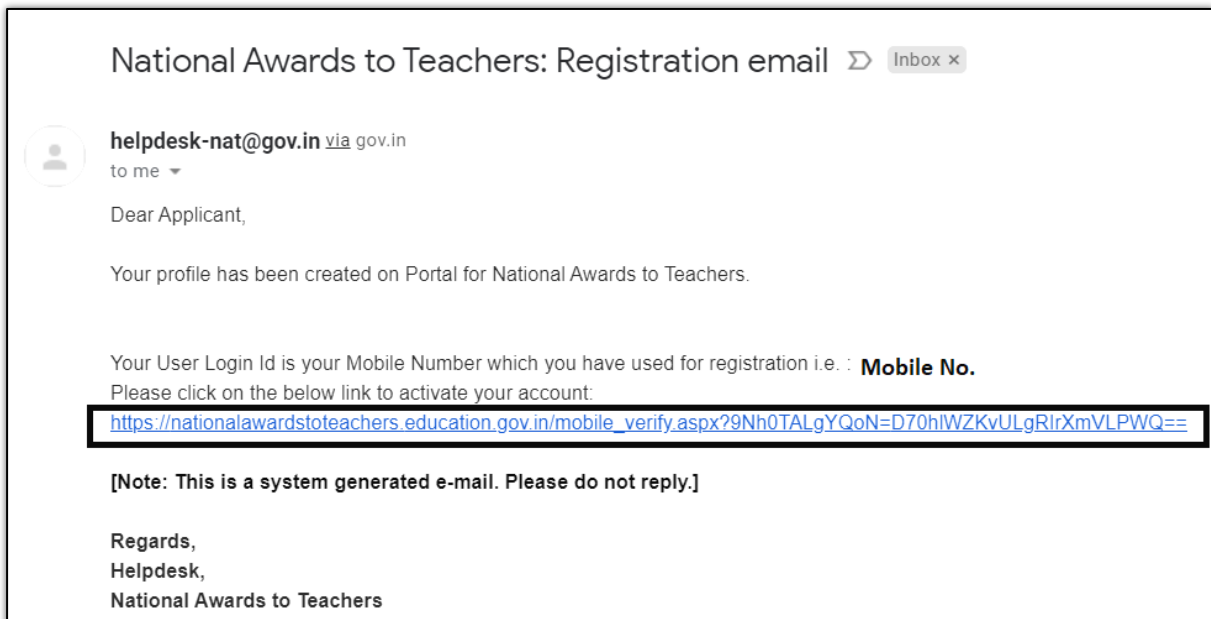 National Awards to Teachers: Registration email Inbox ×
helpdesk-nat@gov.in via gov.in
to me
Dear Applicant,
Your profile has been created on Portal for National Awards to Teachers.
Your User Login Id is your Mobile Number which you have used for registration i.e. : Mobile No.
Please click on the below link to activate your account:
https://nationalawardstoteachers.education.gov.in/mobile_verify.aspx?9Nh0TALgYQoN=D70hlWZKvULgRIrXmVLPWQ==
[Note: This is a system generated e-mail. Please do not reply.]
Regards,
Helpdesk,
National Awards to Teachers